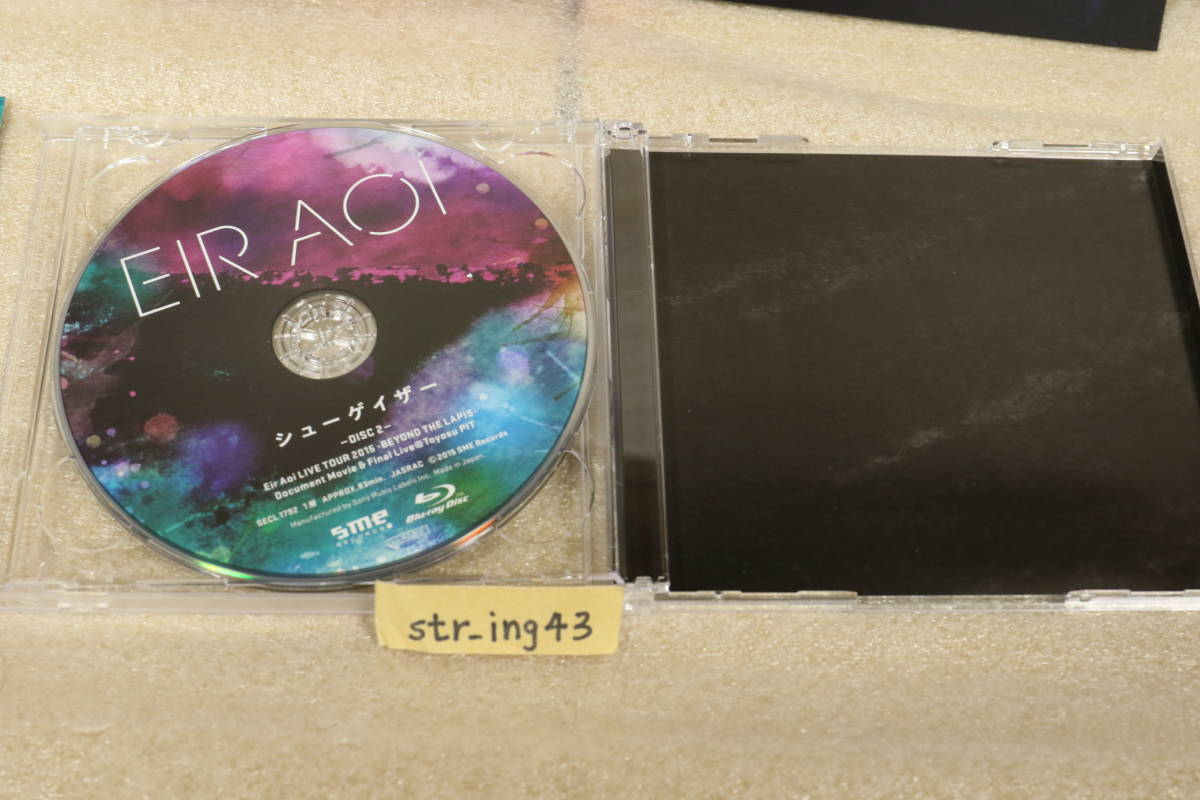 EIR AOI
シューゲイザー
-DISC 2-
Eir Aoi LIVE TOUR 2015 -BEYOND THE LAPIS-
Document Movie & Final Live@Toyosu PIT
SECL 1792 1層 APPROX.83min. JASRAC ©2015 SME Records
Manufactured by Sony Music Labels Inc. Made in Japan.
sme
Blu-ray Disc
str_ing43